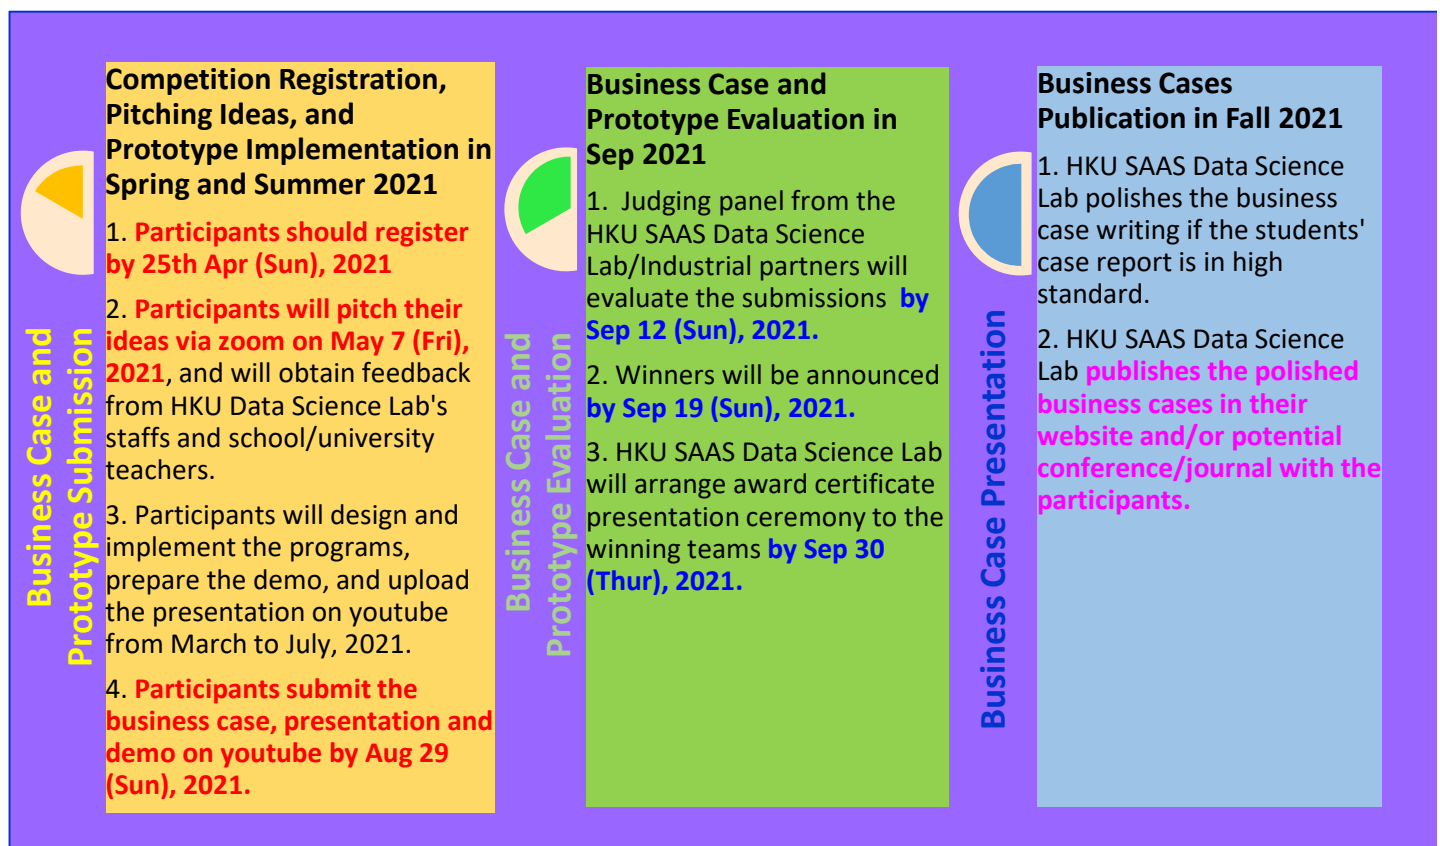 Business Case and
Prototype Submission
Competition Registration,
Pitching Ideas, and
Prototype Implementation in
Spring and Summer 2021
1. Participants should register
by 25th Apr (Sun), 2021
2. Participants will pitch their
ideas via zoom on May 7 (Fri),
2021, and will obtain feedback
from HKU Data Science Lab's
staffs and school/university
teachers.
3. Participants will design and
implement the programs,
prepare the demo, and upload
the presentation on youtube
from March to July, 2021.
4. Participants submit the
business case, presentation and
demo on youtube by Aug 29
(Sun), 2021.
Business Case and
Prototype Evaluation
Business Case and
Prototype Evaluation in
Sep 2021
1. Judging panel from the
HKU SAAS Data Science
Lab/Industrial partners will
evaluate the submissions by
Sep 12 (Sun), 2021.
2. Winners will be announced
by Sep 19 (Sun), 2021.
3. HKU SAAS Data Science Lab
will arrange award certificate
presentation ceremony to the
winning teams by Sep 30
(Thur), 2021.
Business Case Presentation
Business Cases
Publication in Fall 2021
1. HKU SAAS Data Science
Lab polishes the business
case writing if the students'
case report is in high
standard.
2. HKU SAAS Data Science
Lab publishes the polished
business cases in their
website and/or potential
conference/journal with the
participants.